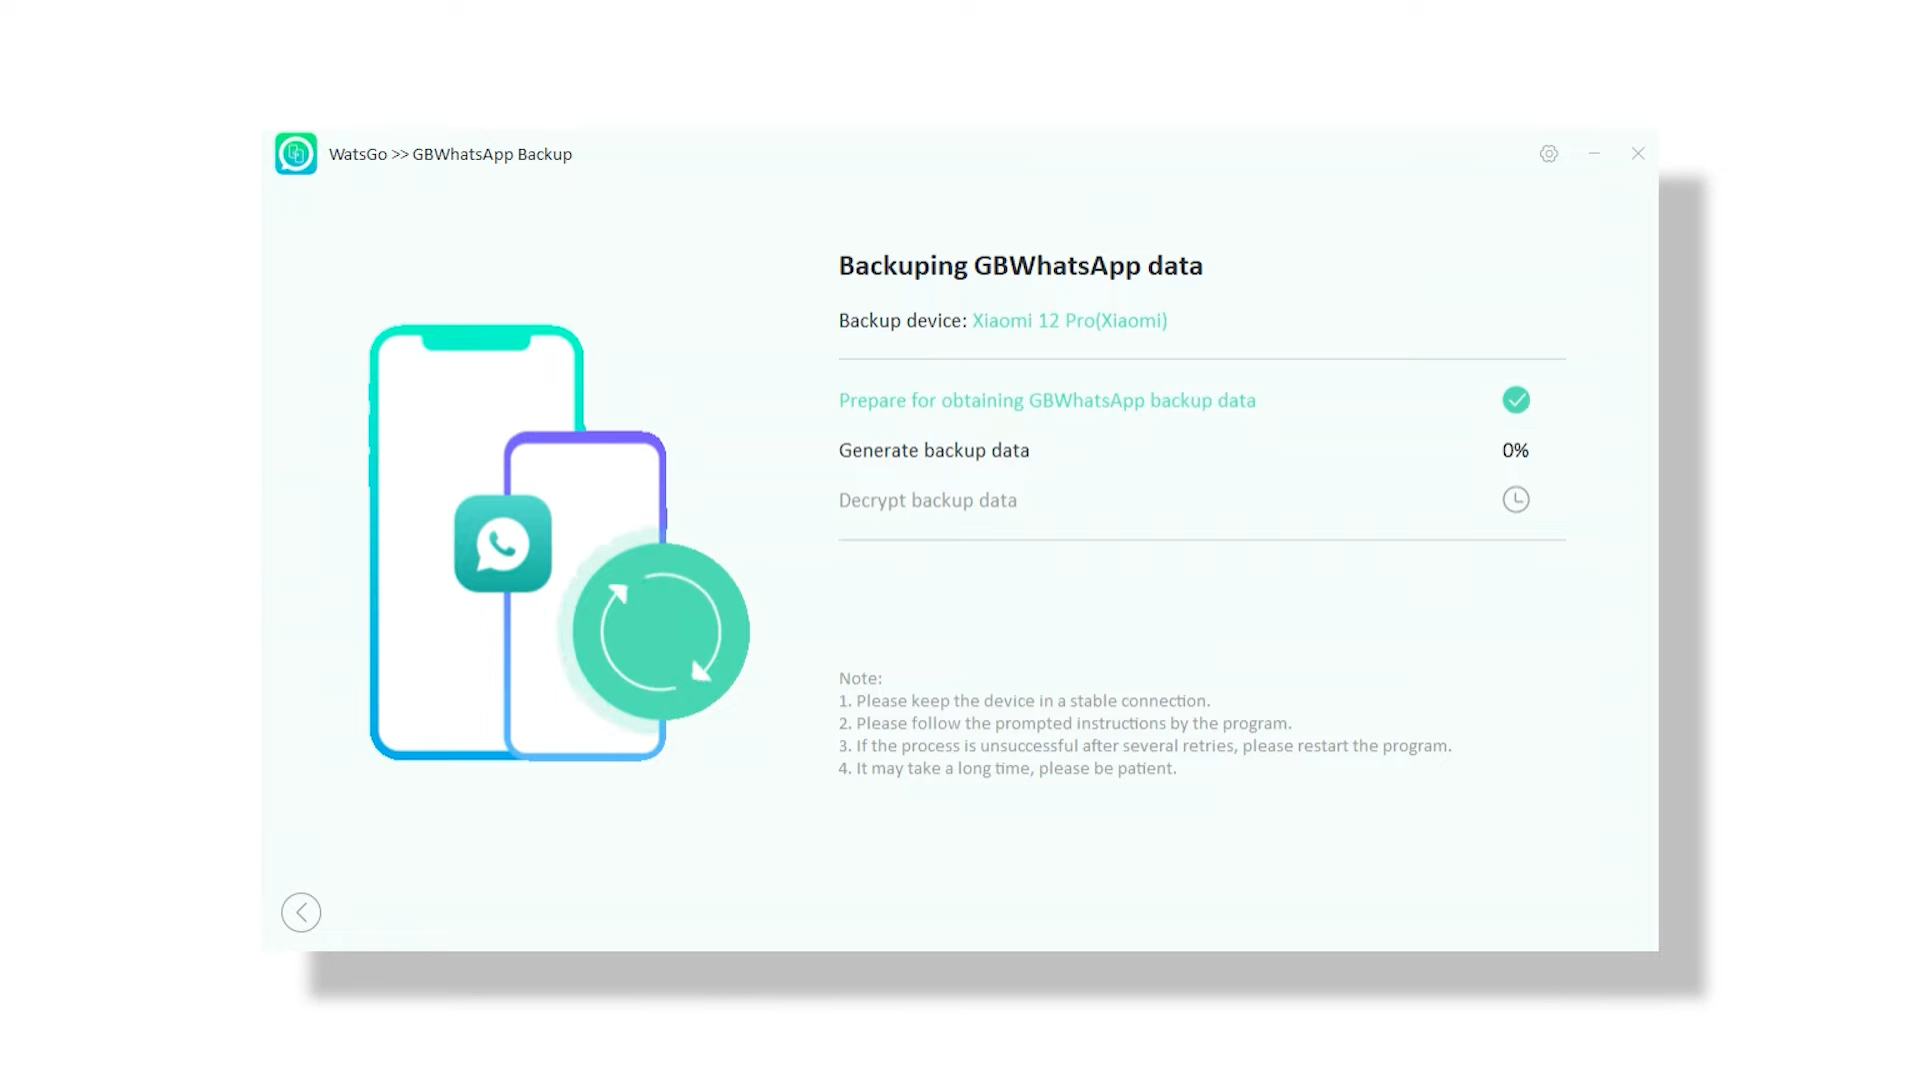 WatsGo >> GBWhatsApp Backup
Backuping GBWhatsApp data
Backup device: Xiaomi 12 Pro(Xiaomi)
Prepare for obtaining GBWhatsApp backup data
Generate backup data 0%
Decrypt backup data
Note:
1. Please keep the device in a stable connection.
2. Please follow the prompted instructions by the program.
3. If the process is unsuccessful after several retries, please restart the program.
4. It may take a long time, please be patient.